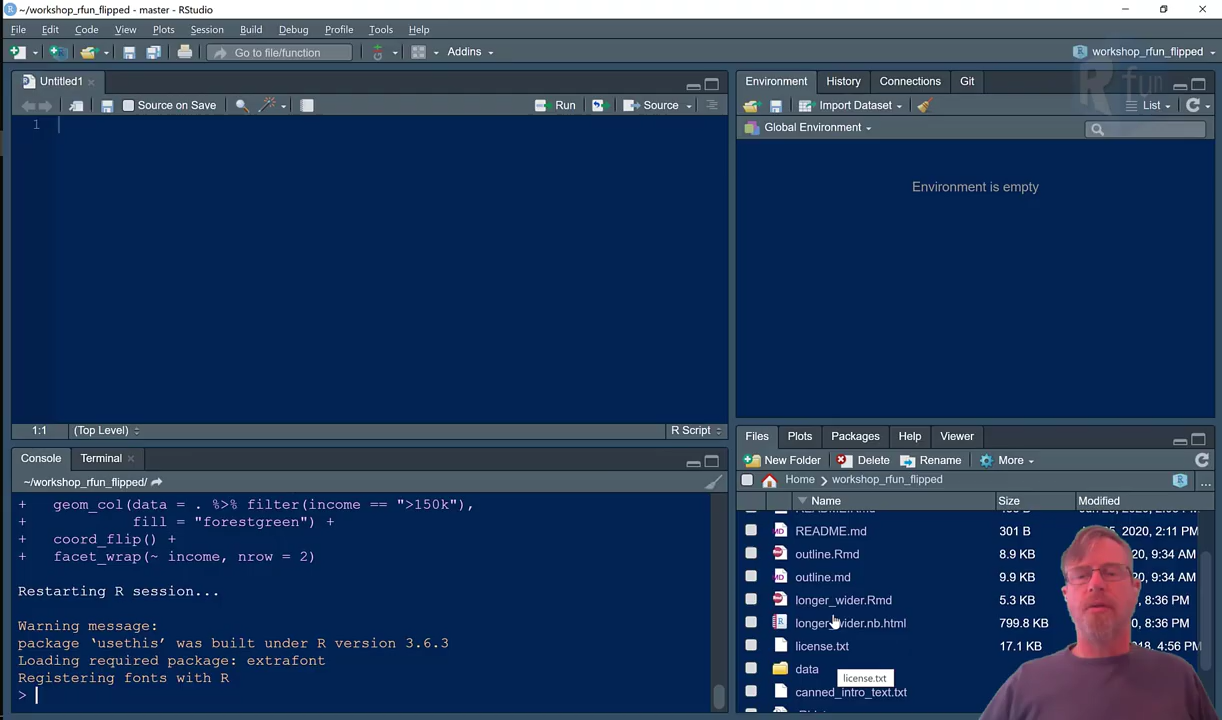 ~/workshop_rfun_flipped - master - RStudio
File Edit Code View Plots Session Build Debug Profile Tools Help
Go to file/function Addins workshop_rfun_flipped
Untitled1
Source on Save Run Source
1
1:1 (Top Level) R Script
Console Terminal
~/workshop_rfun_flipped/
+ geom_col(data = . %>% filter(income == ">150k"),
+ fill = "forestgreen") +
+ coord_flip() +
+ facet_wrap(~ income, nrow = 2)
Restarting R session...
Warning message:
package ‘usethis’ was built under R version 3.6.3
Loading required package: extrafont
Registering fonts with R
>
Environment History Connections Git
R fun
Import Dataset List
Global Environment
Environment is empty
Files Plots Packages Help Viewer
New Folder Delete Rename More
Home workshop_rfun_flipped
Name Size Modified
README.md 301 B 2020, 2:11 PM
outline.Rmd 8.9 KB 2020, 9:34 AM
outline.md 9.9 KB 9:34 AM
longer_wider.Rmd 5.3 KB 8:36 PM
longer_wider.nb.html 799.8 KB 8:36 PM
license.txt 17.1 KB 4:56 PM
data
license.txt
canned_intro_text.txt